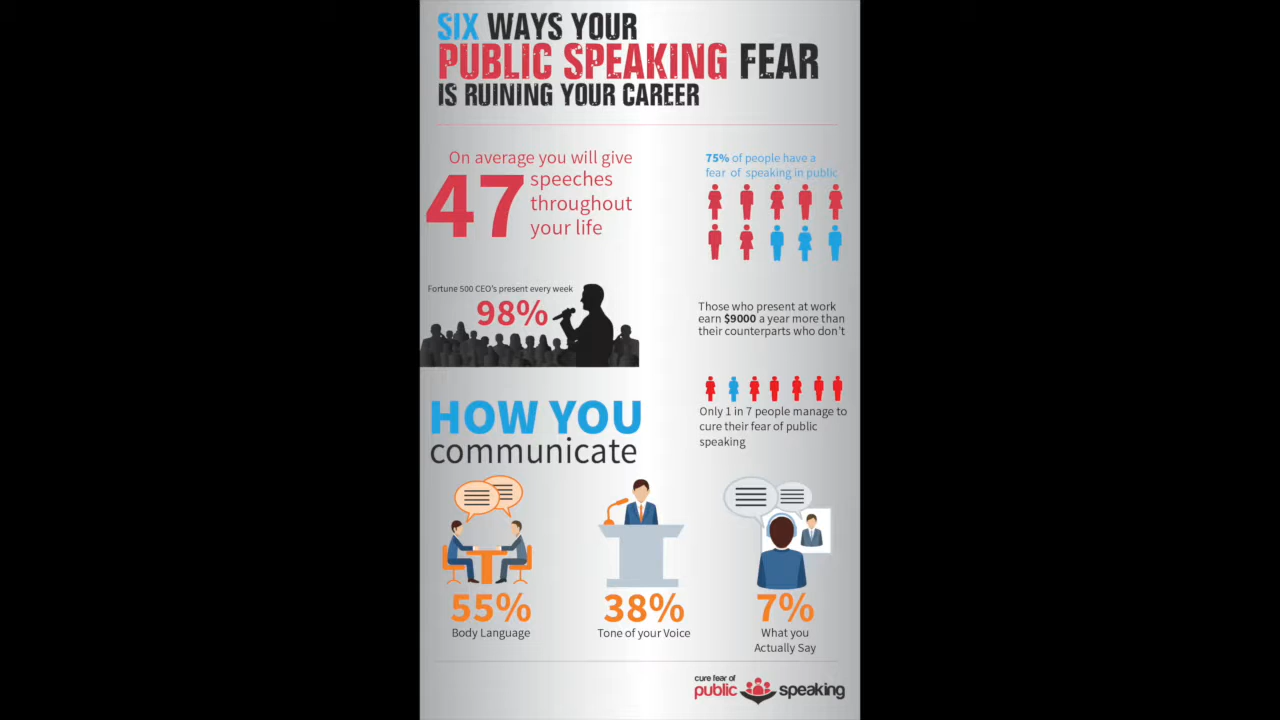 SIX WAYS YOUR
PUBLIC SPEAKING FEAR
IS RUINING YOUR CAREER
On average you will give
47 speeches
throughout
your life
75% of people have a
fear of speaking in public
Fortune 500 CEO's present every week
98%
Those who present at work
earn $9000 a year more than
their counterparts who don't
Only 1 in 7 people manage to
cure their fear of public
speaking
HOW YOU
communicate
55%
Body Language
38%
Tone of your Voice
7%
What you
Actually Say
cure fear of
public speaking